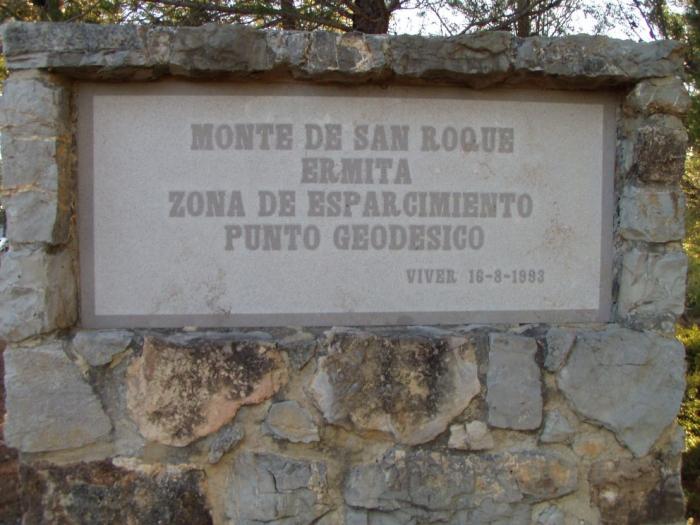 MONTE DE SAN ROQUE
ERMITA
ZONA DE ESPARCIMIENTO
PUNTO GEODESICO
VIVER 16-8-1993